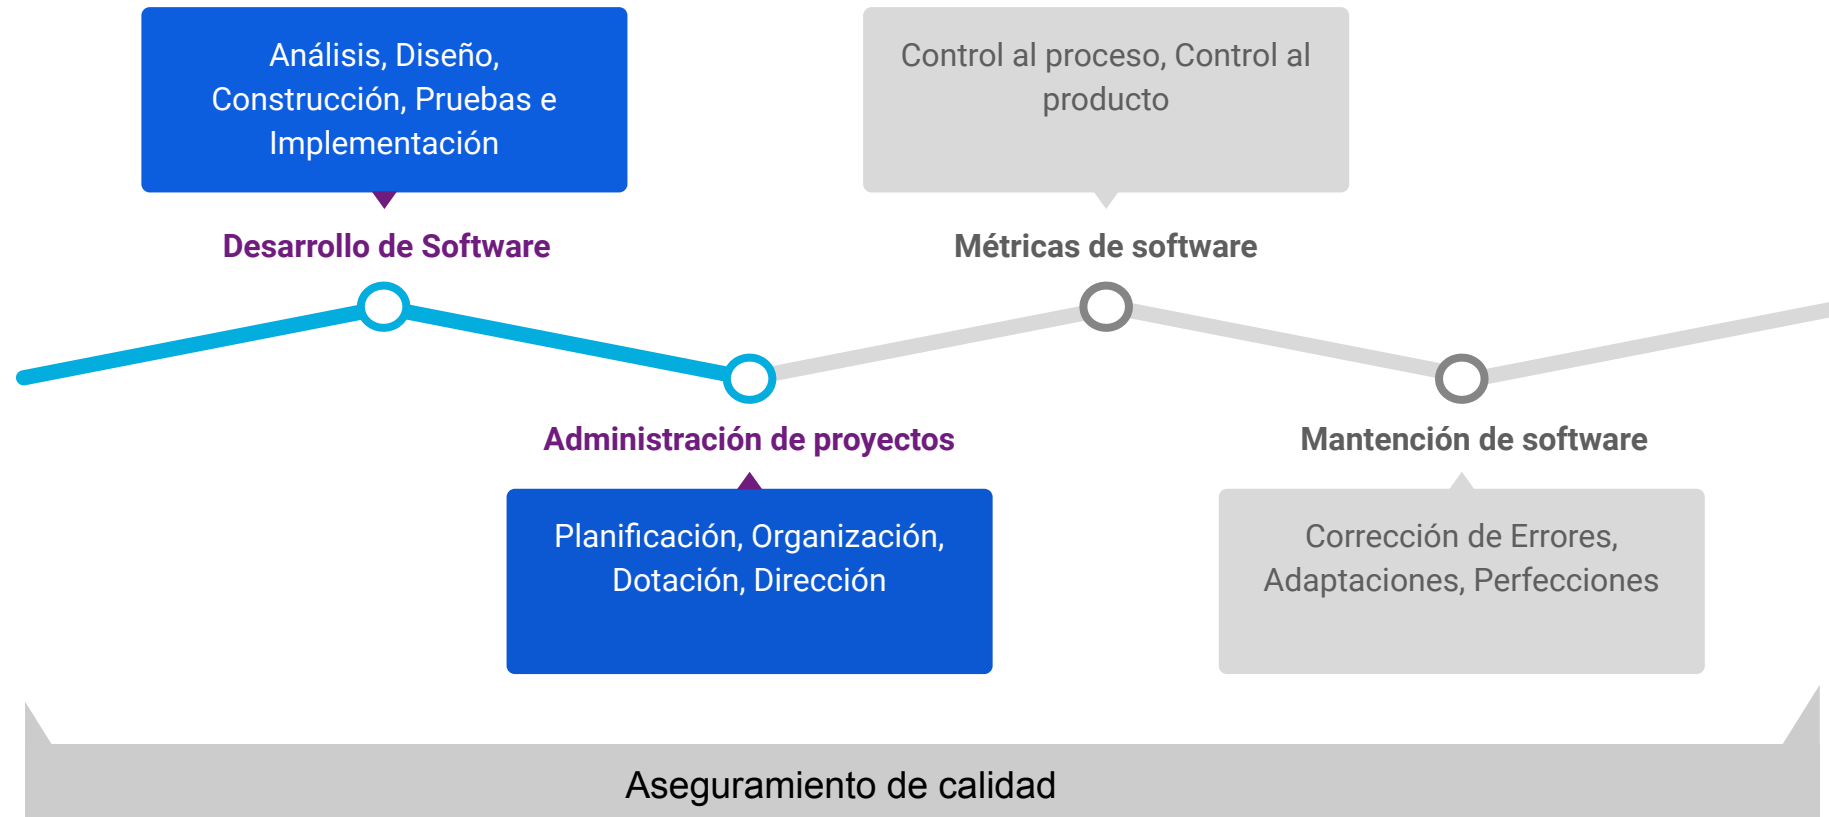 Análisis, Diseño,
Construcción, Pruebas e
Implementación
Desarrollo de Software
Control al proceso, Control al
producto
Métricas de software
Administración de proyectos
Planificación, Organización,
Dotación, Dirección
Mantención de software
Corrección de Errores,
Adaptaciones, Perfecciones
Aseguramiento de calidad